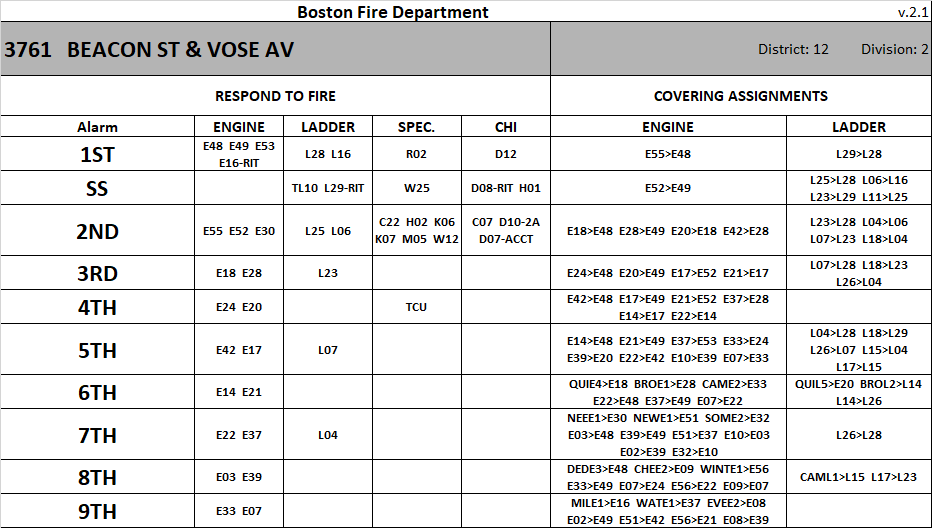 Boston Fire Department
v.2.1
3761 BEACON ST & VOSE AV
District: 12 Division: 2
RESPOND TO FIRE
COVERING ASSIGNMENTS
Alarm ENGINE LADDER SPEC. CHI ENGINE LADDER
1ST
E48 E49 E53
E16-RIT
L28 L16
R02
D12
E55>E48
L29>L28
SS
TL10 L29-RIT
W25
D08-RIT H01
E52>E49
L25>L28 L06>L16
L23>L29 L11>L25
2ND
E55 E52 E30
L25 L06
C22 H02 K06
K07 M05 W12
C07 D10-2A
D07-ACCT
E18>E48 E28>E49 E20>E18 E42>E28
L23>L28 L04>L06
L07>L23 L18>L04
3RD
E18 E28
L23
E24>E48 E20>E49 E17>E52 E21>E17
L07>L28 L18>L23
L26>L04
4TH
E24 E20
TCU
E42>E48 E17>E49 E21>E52 E37>E28
E14>E17 E22>E14
5TH
E42 E17
L07
E14>E48 E21>E49 E37>E53 E33>E24
E39>E20 E22>E42 E10>E39 E07>E33
L04>L28 L18>L29
L26>L07 L15>L04
L17>L15
6TH
E14 E21
QUIE4>E18 BROE1>E28 CAME2>E33
E22>E48 E37>E49 E07>E22
QUIL5>E20 BROL2>L14
L14>L26
7TH
E22 E37
L04
NEEE1>E30 NEWE1>E51 SOME2>E32
E03>E48 E39>E49 E51>E37 E10>E03
E02>E39 E32>E10
L26>L28
8TH
E03 E39
DEDE3>E48 CHEE2>E09 WINTE1>E56
E33>E49 E07>E24 E56>E22 E09>E07
CAML1>L15 L17>L23
9TH
E33 E07
MILE1>E16 WATE1>E37 EVEE2>E08
E02>E49 E51>E42 E56>E21 E08>E39